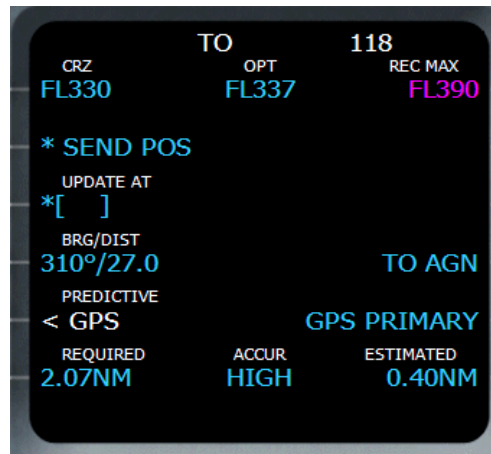 TO 118
CRZ OPT REC MAX
FL330 FL337 FL390
* SEND POS
UPDATE AT
*[ ]
BRG/DIST
310°/27.0 TO AGN
PREDICTIVE
< GPS GPS PRIMARY
REQUIRED ACCUR ESTIMATED
2.07NM HIGH 0.40NM